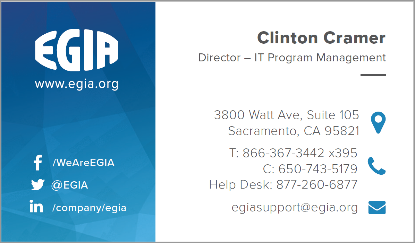 EGIA
www.egia.org
/WeAreEGIA
@EGIA
/company/egia
Clinton Cramer
Director – IT Program Management
3800 Watt Ave, Suite 105
Sacramento, CA 95821
T: 866-367-3442 x395
C: 650-743-5179
Help Desk: 877-260-6877
egiasupport@egia.org